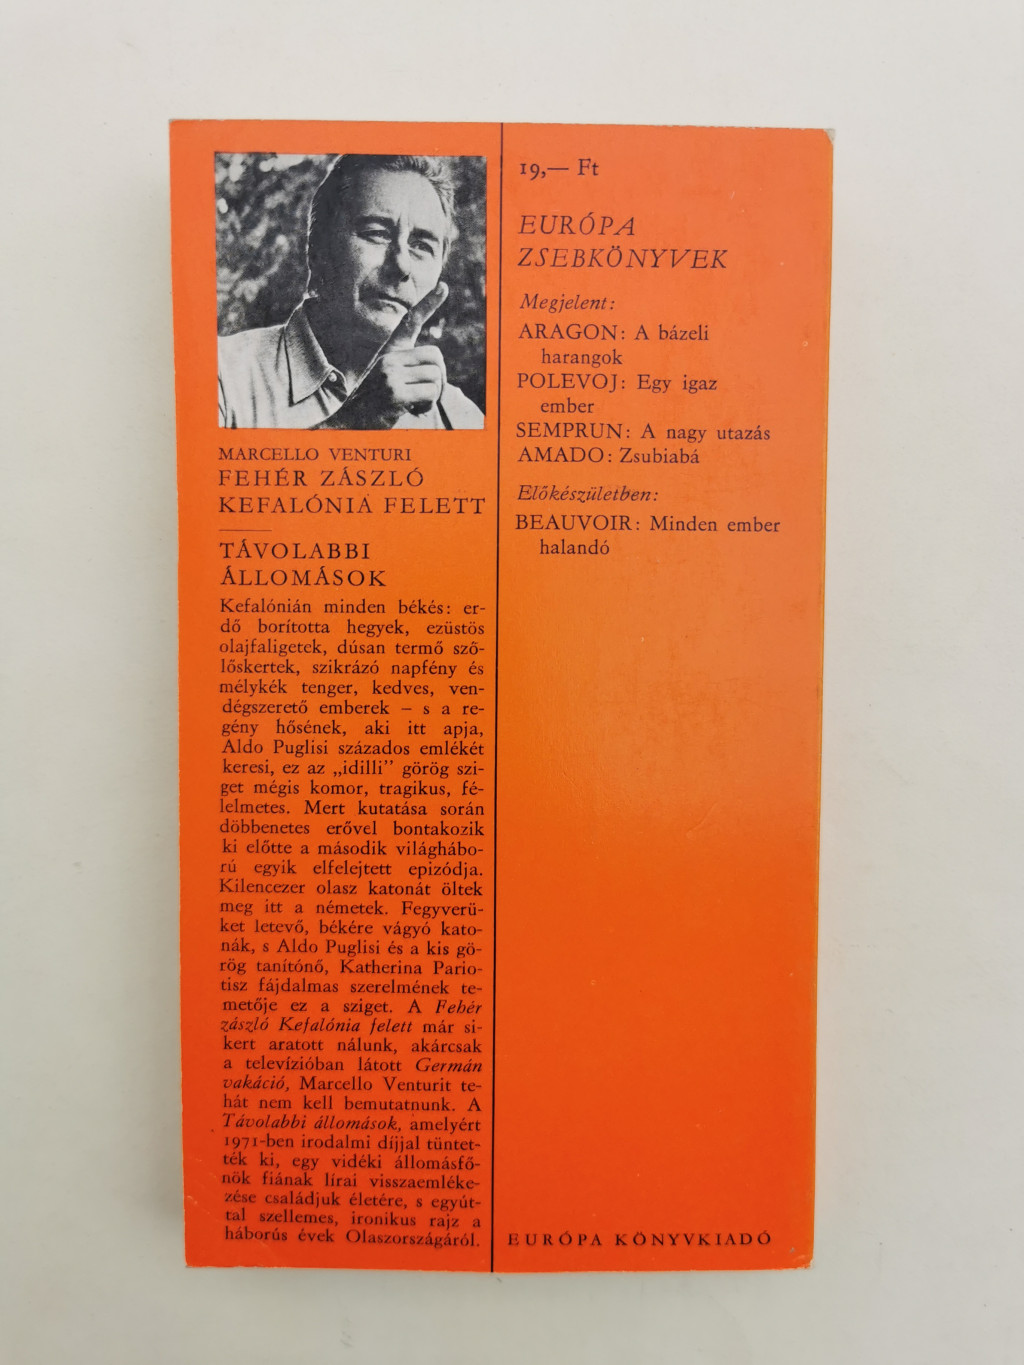 MARCELLO VENTURI
FEHÉR ZÁSZLÓ
KEFALÓNIA FELETT
TÁVOLABBI
ÁLLOMÁSOK
Kefalónián minden békés: er-
dő borította hegyek, ezüstös
olajfaligetek, dúsan termő sző-
lőskertek, szikrázó napfény és
mélykék tenger, kedves, ven-
dégszerető emberek – s a re-
gény hősének, aki itt apja,
Aldo Puglisi százados emlékét
keresi, ez az „idilli” görög szi-
get mégis komor, tragikus, fé-
lelmetes. Mert kutatása során
döbbenetes erővel bontakozik
ki előtte a második világhábo-
rú egyik elfelejtett epizódja.
Kilencezer olasz katonát öltek
meg itt a németek. Fegyverü-
ket letevő, békére vágyó kato-
nák, s Aldo Puglisi és a kis gö-
rög tanítónő, Katherina Pario-
tisz fájdalmas szerelmének te-
metője ez a sziget. A Fehér
zászló Kefalónia felett már si-
kert aratott nálunk, akárcsak
a televízióban látott Germán
vakáció, Marcello Venturit te-
hát nem kell bemutatnunk. A
Távolabbi állomások, amelyért
1971-ben irodalmi díjjal tüntet-
ték ki, egy vidéki állomásfő-
nök fiának lírai visszaemléke-
zése családjuk életére, s egyút-
tal szellemes, ironikus rajz a
háborús évek Olaszországáról.
19,— Ft
EURÓPA
ZSEBKÖNYVEK
Megjelent:
ARAGON: A bázeli
harangok
POLEVOJ: Egy igaz
ember
SEMPRUN: A nagy utazás
AMADO: Zsubiabá
Előkészületben:
BEAUVOIR: Minden ember
halandó
EURÓPA KÖNYVKIADÓ